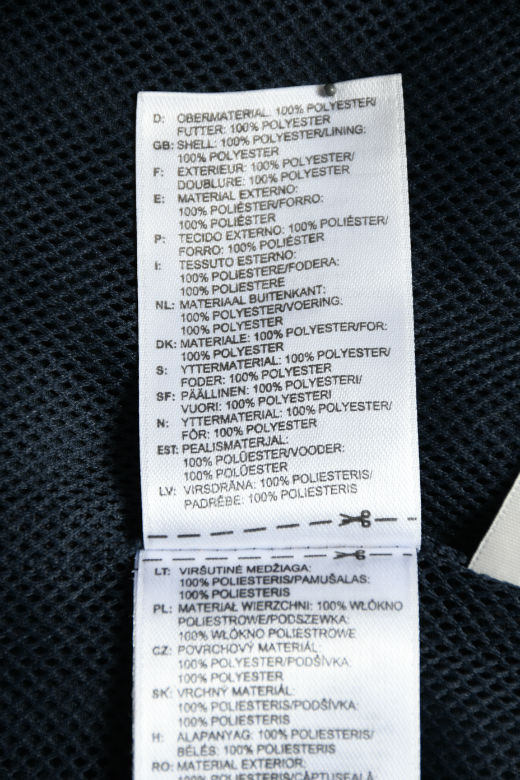 D: OBERMATERIAL: 100% POLYESTER/
FUTTER: 100% POLYESTER
GB: SHELL: 100% POLYESTER/LINING:
100% POLYESTER
F: EXTERIEUR: 100% POLYESTER/
DOUBLURE: 100% POLYESTER
E: MATERIAL EXTERNO:
100% POLIÉSTER/FORRO:
100% POLIÉSTER
P: TECIDO EXTERNO: 100% POLIÉSTER/
FORRO: 100% POLIÉSTER
I: TESSUTO ESTERNO:
100% POLIESTERE/FODERA:
100% POLIESTERE
NL: MATERIAAL BUITENKANT:
100% POLYESTER/VOERING:
100% POLYESTER
DK: MATERIALE: 100% POLYESTER/FOR:
100% POLYESTER
S: YTTERMATERIAL: 100% POLYESTER/
FODER: 100% POLYESTER
SF: PÄÄLLINEN: 100% POLYESTERI/
VUORI: 100% POLYESTERI
N: YTTERMATERIAL: 100% POLYESTER/
FÔR: 100% POLYESTER
EST: PEALISMATERJAL:
100% POLÜESTER/VOODER:
100% POLÜESTER
LV: VIRSDRĀNA: 100% POLIESTERIS/
PADRĒBE: 100% POLIESTERIS
LT: VIRŠUTINĖ MEDŽIAGA:
100% POLIESTERIS/PAMUŠALAS:
100% POLIESTERIS
PL: MATERIAŁ WIERZCHNI: 100% WŁÓKNO
POLIESTROWE/PODSZEWKA:
100% WŁÓKNO POLIESTROWE
CZ: POVRCHOVÝ MATERIÁL:
100% POLYESTER/PODŠÍVKA:
100% POLYESTER
SK: VRCHNÝ MATERIÁL:
100% POLIESTERIS/PODŠÍVKA:
100% POLIESTERIS
H: ALAPANYAG: 100% POLIESTERIS/
BÉLÉS: 100% POLIESTERIS
RO: MATERIAL EXTERIOR:
100% POLIESTERIS/CĂPTUŞEALĂ